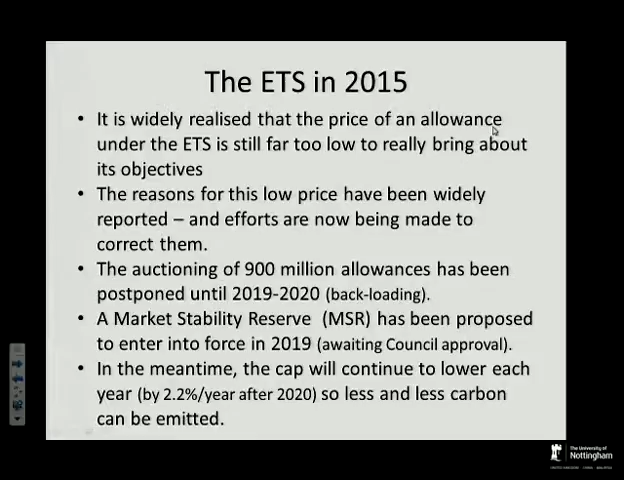 The ETS in 2015
• It is widely realised that the price of an allowance
under the ETS is still far too low to really bring about
its objectives
• The reasons for this low price have been widely
reported – and efforts are now being made to
correct them.
• The auctioning of 900 million allowances has been
postponed until 2019-2020 (back-loading).
• A Market Stability Reserve (MSR) has been proposed
to enter into force in 2019 (awaiting Council approval).
• In the meantime, the cap will continue to lower each
year (by 2.2%/year after 2020) so less and less carbon
can be emitted.
The University of
Nottingham